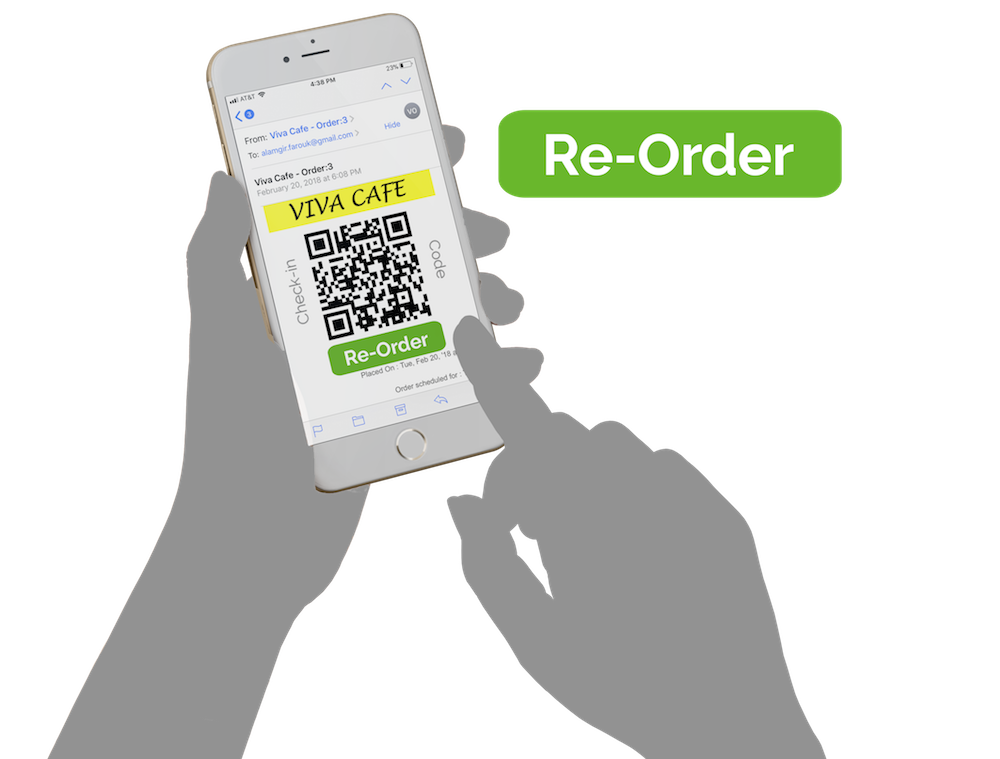 AT&T 4:38 PM 23%
3
From: Viva Cafe - Order:3 VO
To: alamgir.farouk@gmail.com Hide
Viva Cafe - Order:3
February 20, 2018 at 6:08 PM
VIVA CAFE
Check-in
Code
Re-Order
Placed On : Tue, Feb 20, '18 a
Order scheduled for :
Re-Order